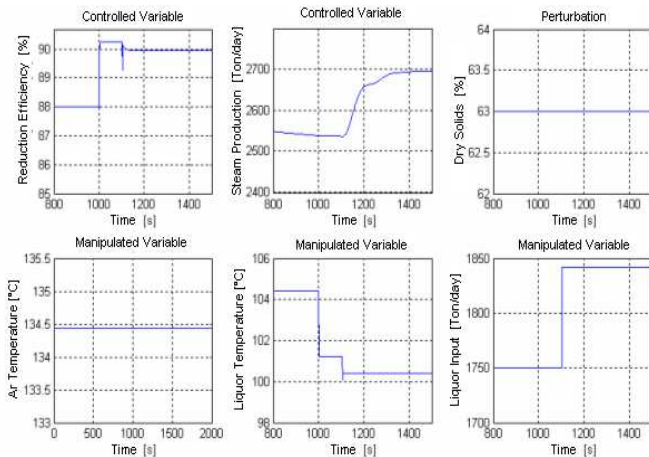 Controlled Variable
Reduction Efficiency [%]
90
89
88
87
86
85
800 1000 1200 1400
Time [s]
Controlled Variable
Steam Production [Ton/day]
2700
2600
2500
2400
800 1000 1200 1400
Time [s]
Perturbation
Dry Solids [%]
64
63.5
63
62.5
62
800 1000 1200 1400
Time [s]
Manipulated Variable
Ar Temperature [°C]
135.5
135
134.5
134
133.5
133
0 500 1000 1500 2000
Time [s]
Manipulated Variable
Liquor Temperature [°C]
106
104
102
100
98
800 1000 1200 1400
Time [s]
Manipulated Variable
Liquor Input [Ton/day]
1850
1800
1750
1700
800 1000 1200 1400
Time [s]